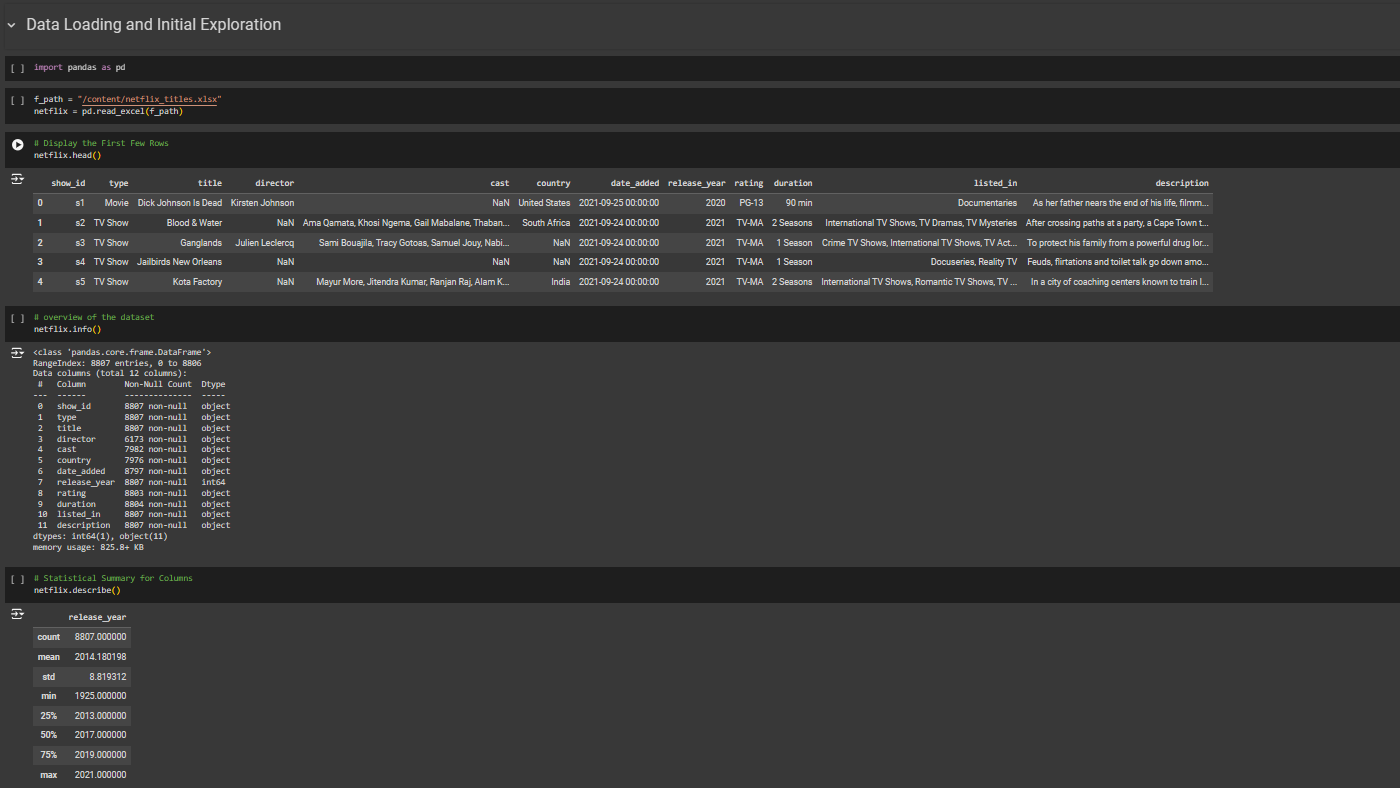 Data Loading and Initial Exploration
[ ] import pandas as pd
[ ] f_path = "/content/netflix_titles.xlsx"
netflix = pd.read_excel(f_path)
# Display the First Few Rows
netflix.head()
show_id type title director cast country date_added release_year rating duration listed_in description
0 s1 Movie Dick Johnson Is Dead Kirsten Johnson NaN United States 2021-09-25 00:00:00 2020 PG-13 90 min Documentaries As her father nears the end of his life, filmm...
1 s2 TV Show Blood & Water NaN Ama Qamata, Khosi Ngema, Gail Mabalane, Thaban... South Africa 2021-09-24 00:00:00 2021 TV-MA 2 Seasons International TV Shows, TV Dramas, TV Mysteries After crossing paths at a party, a Cape Town t...
2 s3 TV Show Ganglands Julien Leclercq Sami Bouajila, Tracy Gotoas, Samuel Jouy, Nabi... NaN 2021-09-24 00:00:00 2021 TV-MA 1 Season Crime TV Shows, International TV Shows, TV Act... To protect his family from a powerful drug lor...
3 s4 TV Show Jailbirds New Orleans NaN NaN NaN 2021-09-24 00:00:00 2021 TV-MA 1 Season Docuseries, Reality TV Feuds, flirtations and toilet talk go down amo...
4 s5 TV Show Kota Factory NaN Mayur More, Jitendra Kumar, Ranjan Raj, Alam K... India 2021-09-24 00:00:00 2021 TV-MA 2 Seasons International TV Shows, Romantic TV Shows, TV ... In a city of coaching centers known to train I...
[ ] # overview of the dataset
netflix.info()
<class 'pandas.core.frame.DataFrame'>
RangeIndex: 8807 entries, 0 to 8806
Data columns (total 12 columns):
# Column Non-Null Count Dtype
--- ------ -------------- -----
0 show_id 8807 non-null object
1 type 8807 non-null object
2 title 8807 non-null object
3 director 6173 non-null object
4 cast 7982 non-null object
5 country 7976 non-null object
6 date_added 8797 non-null object
7 release_year 8807 non-null int64
8 rating 8803 non-null object
9 duration 8804 non-null object
10 listed_in 8807 non-null object
11 description 8807 non-null object
dtypes: int64(1), object(11)
memory usage: 825.8+ KB
[ ] # Statistical Summary for Columns
netflix.describe()
release_year
count 8807.000000
mean 2014.180198
std 8.819312
min 1925.000000
25% 2013.000000
50% 2017.000000
75% 2019.000000
max 2021.000000